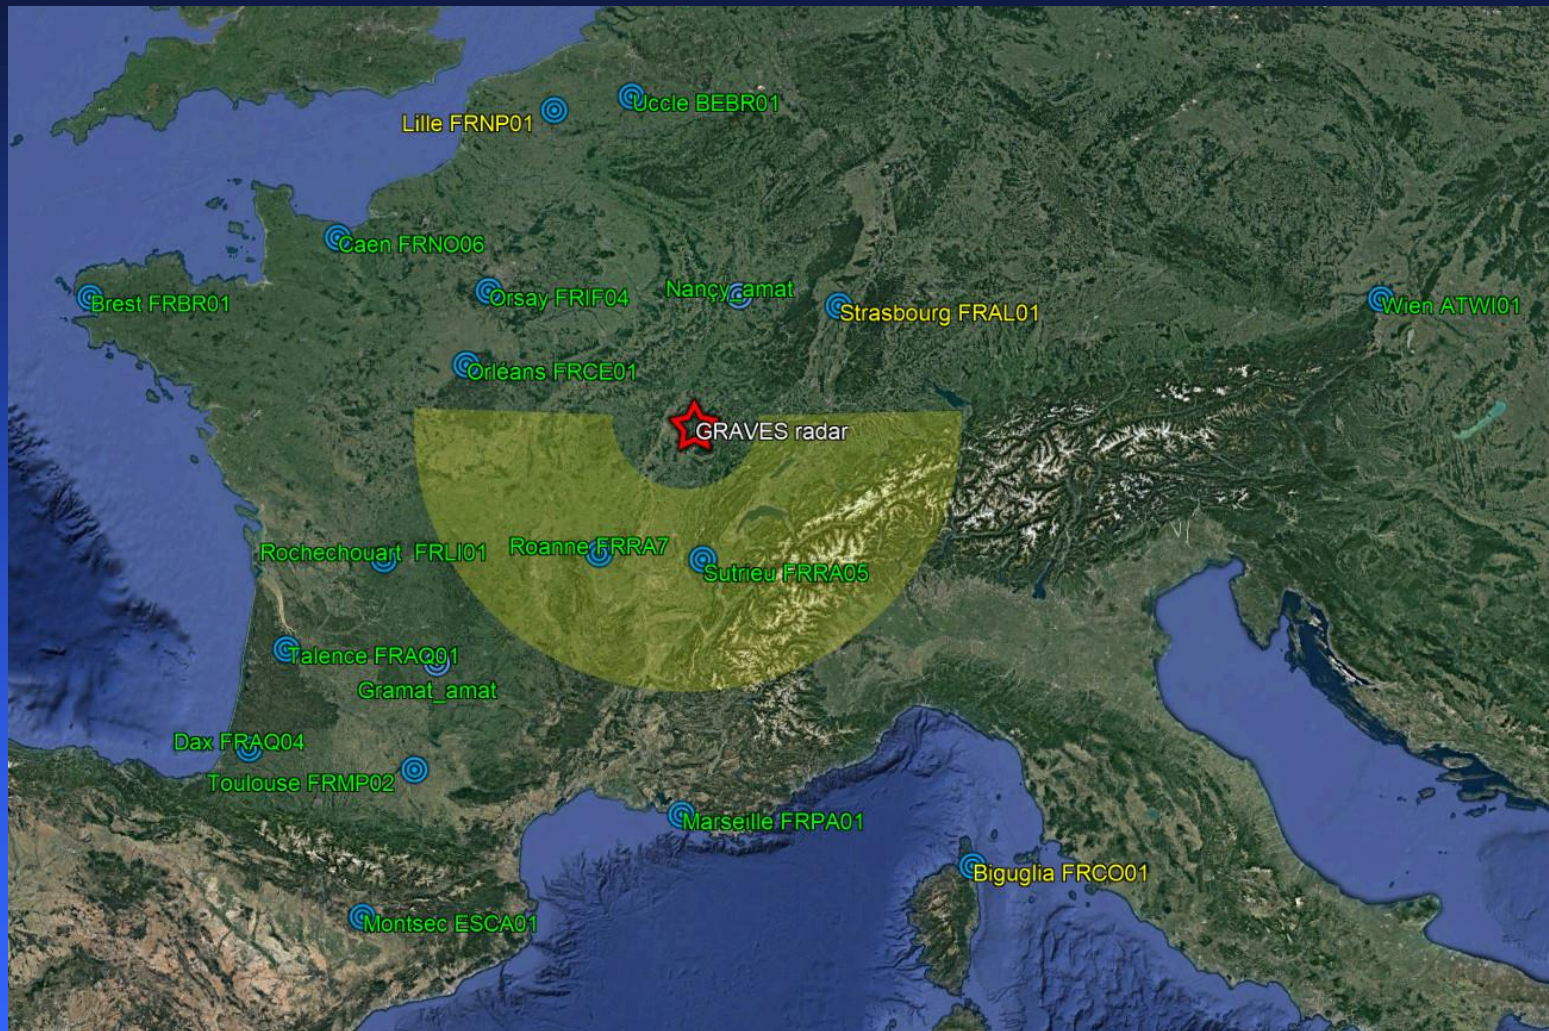 Uccle BEBR01
Lille FRNP01
Caen FRNO06
Nançy_amat
Orsay FRIF04
Brest FRBR01
Strasbourg FRAL01
Wien ATWI01
Orléans FRCE01
GRAVES radar
Rochechouart FRLI01
Roanne FRRA7
Sutrieu FRRA05
Talence FRAQ01
Gramat_amat
Dax FRAQ04
Toulouse FRMP02
Marseille FRPA01
Biguglia FRCO01
Montsec ESCA01